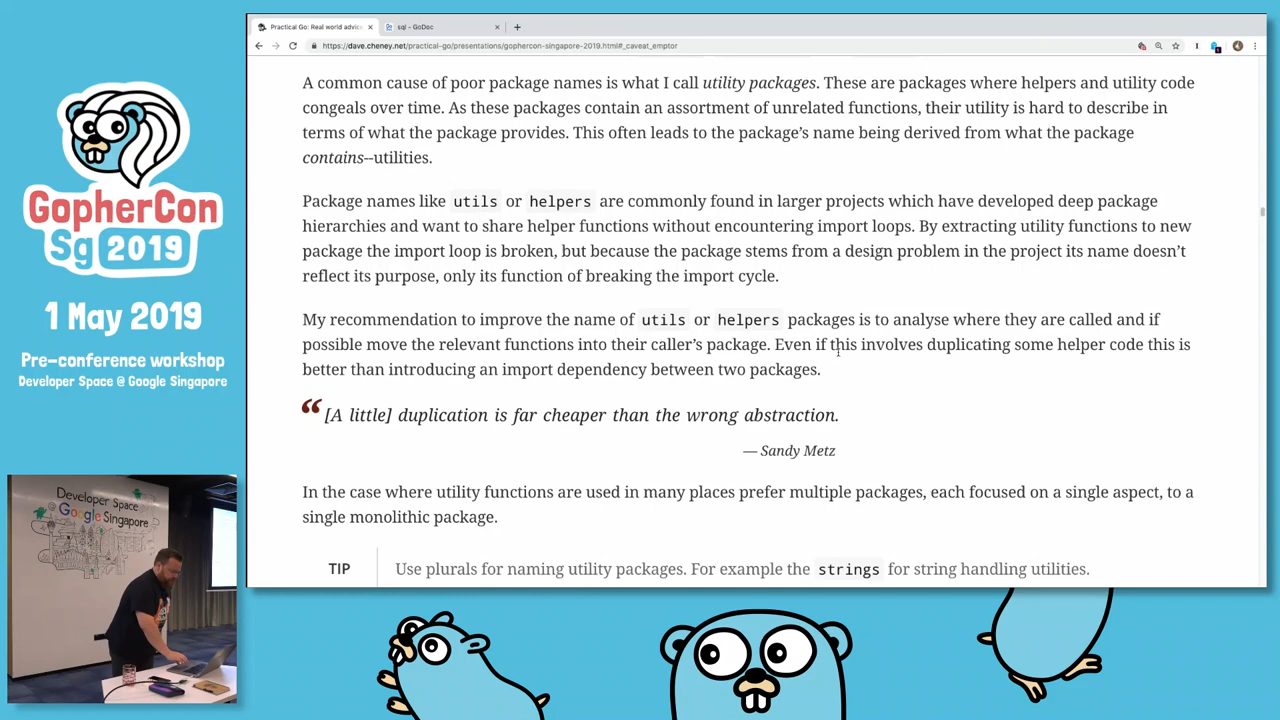 GopherCon
Sg 2019
1 May 2019
Pre-conference workshop
Developer Space @ Google Singapore
Developer Space
@ Google Singapore
Practical Go: Real world advic
sql - GoDoc
https://dave.cheney.net/practical-go/presentations/gophercon-singapore-2019.html#_caveat_emptor
A common cause of poor package names is what I call utility packages. These are packages where helpers and utility code
congeals over time. As these packages contain an assortment of unrelated functions, their utility is hard to describe in
terms of what the package provides. This often leads to the package’s name being derived from what the package
contains--utilities.
Package names like utils or helpers are commonly found in larger projects which have developed deep package
hierarchies and want to share helper functions without encountering import loops. By extracting utility functions to new
package the import loop is broken, but because the package stems from a design problem in the project its name doesn’t
reflect its purpose, only its function of breaking the import cycle.
My recommendation to improve the name of utils or helpers packages is to analyse where they are called and if
possible move the relevant functions into their caller’s package. Even if this involves duplicating some helper code this is
better than introducing an import dependency between two packages.
“ [A little] duplication is far cheaper than the wrong abstraction.
— Sandy Metz
In the case where utility functions are used in many places prefer multiple packages, each focused on a single aspect, to a
single monolithic package.
TIP
Use plurals for naming utility packages. For example the strings for string handling utilities.